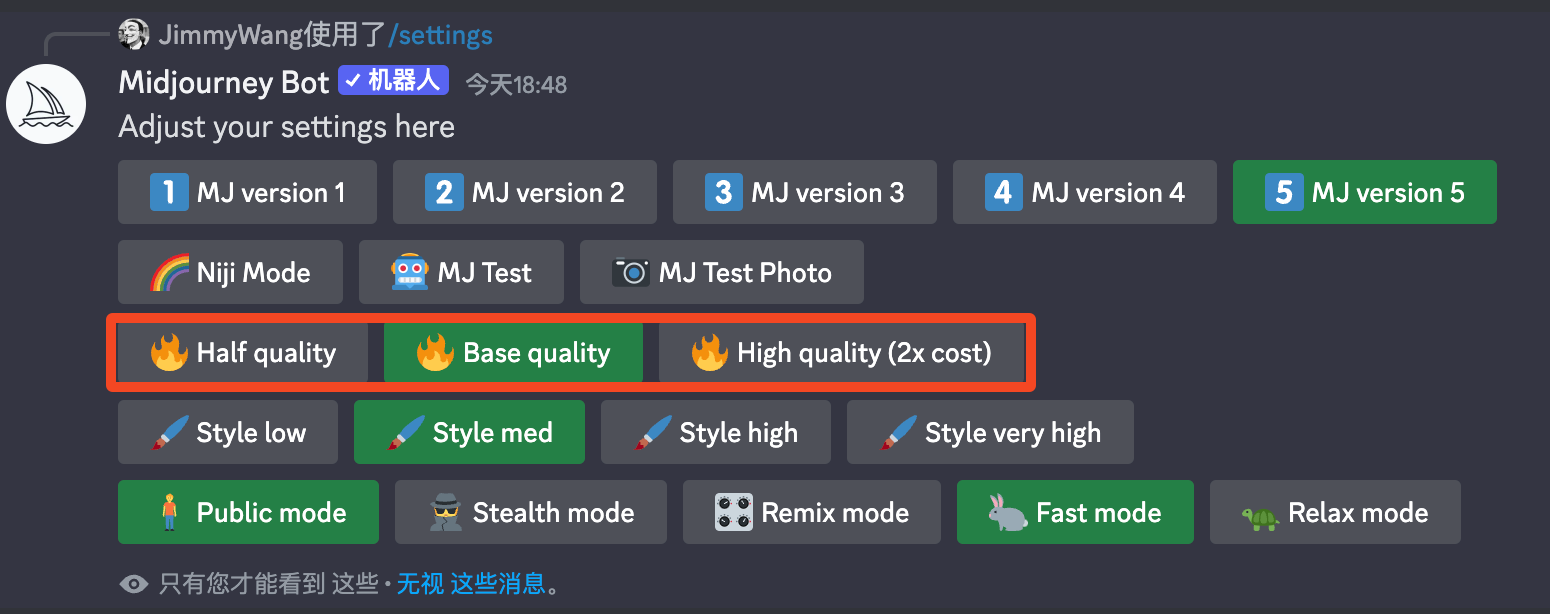 JimmyWang使用了/settings
Midjourney Bot ✓ 机器人 今天18:48
Adjust your settings here
1 MJ version 1 2 MJ version 2 3 MJ version 3 4 MJ version 4 5 MJ version 5
Niji Mode MJ Test MJ Test Photo
Half quality Base quality High quality (2x cost)
Style low Style med Style high Style very high
Public mode Stealth mode Remix mode Fast mode Relax mode
只有您才能看到 这些 • 无视 这些消息。